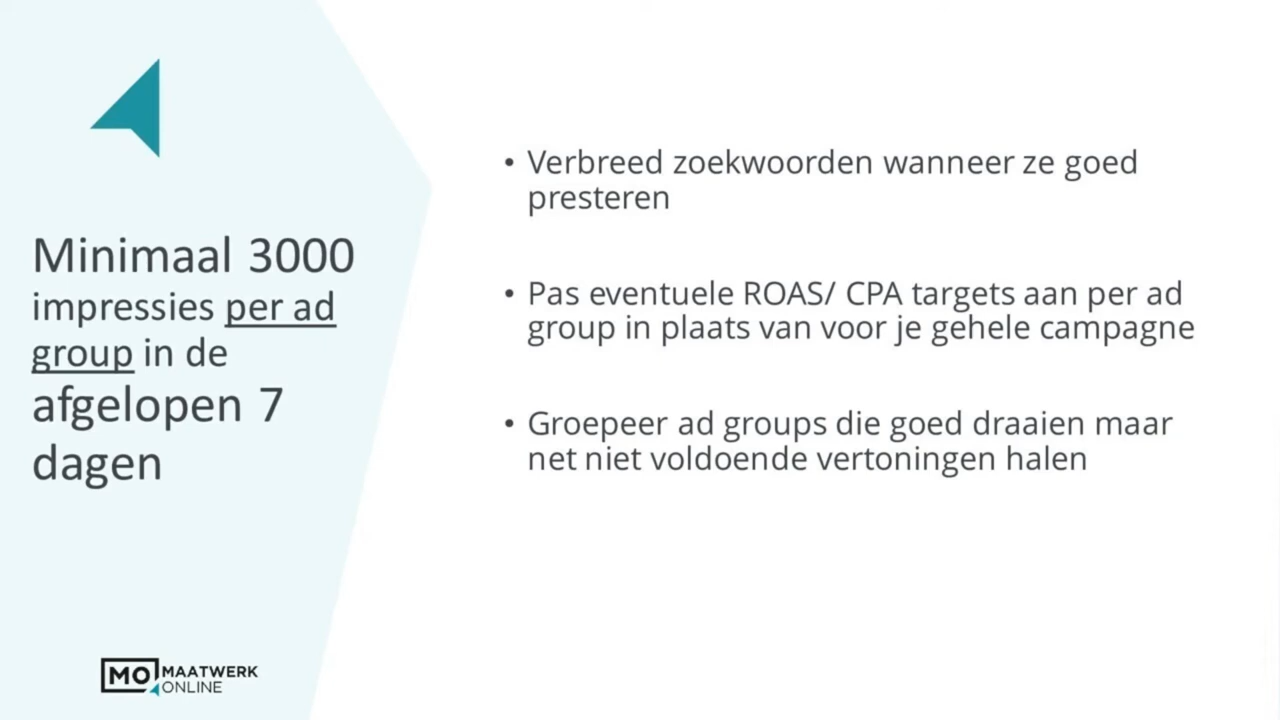 Minimaal 3000
impressies per ad
group in de
afgelopen 7
dagen
• Verbreed zoekwoorden wanneer ze goed
presteren
• Pas eventuele ROAS/ CPA targets aan per ad
group in plaats van voor je gehele campagne
• Groepeer ad groups die goed draaien maar
net niet voldoende vertoningen halen
MO MAATWERK
ONLINE